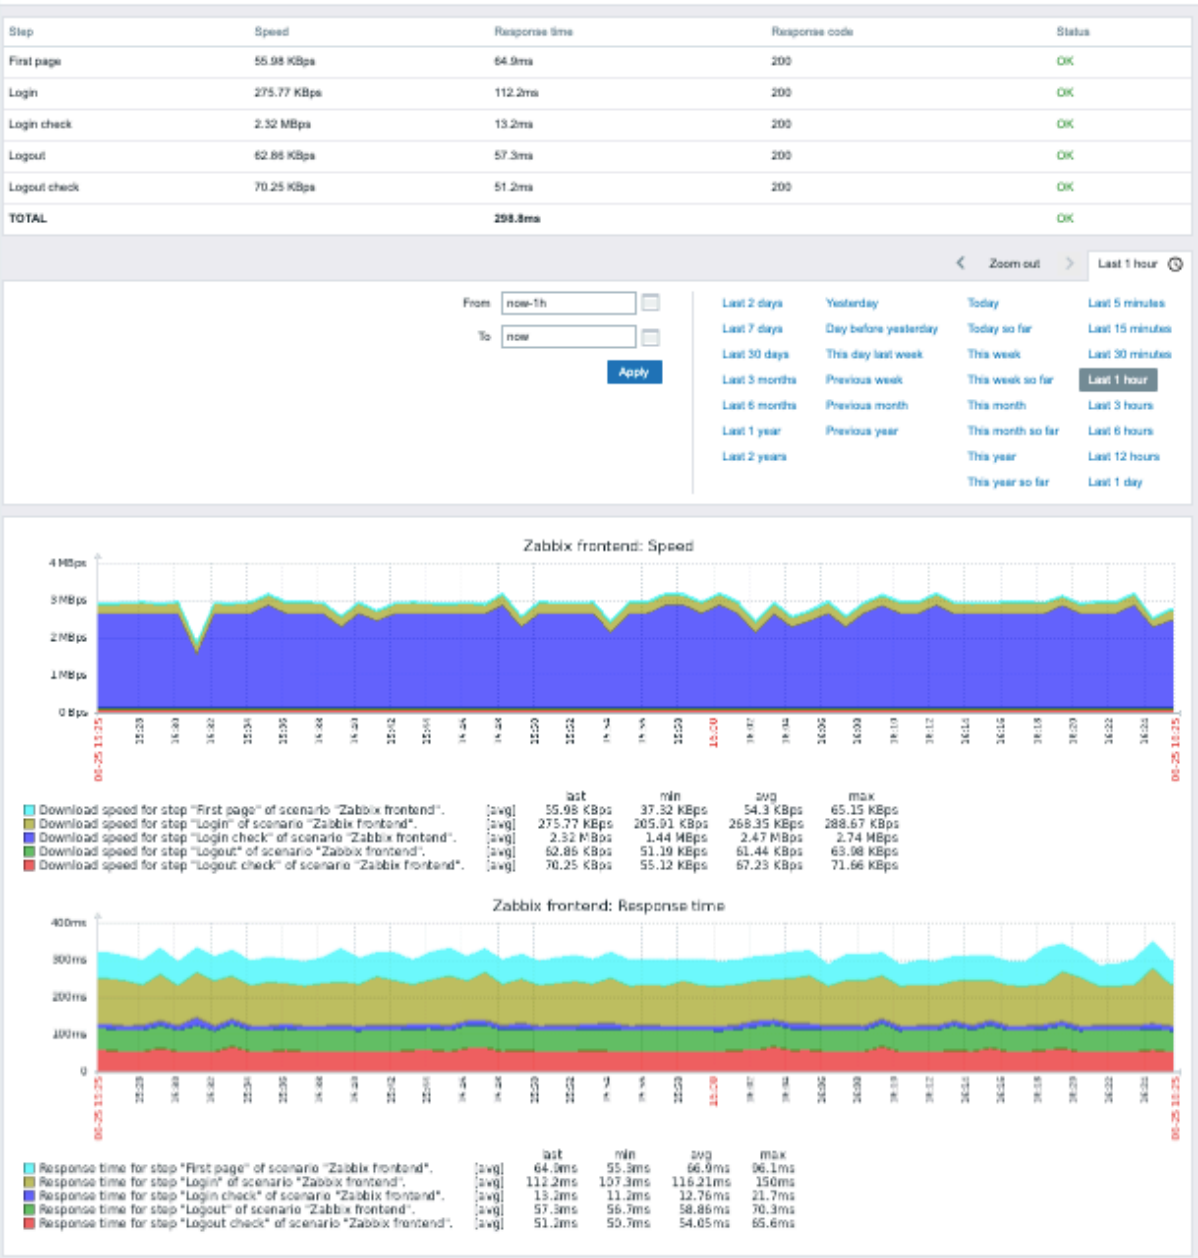 Step Speed Response time Response code Status
First page 55.98 KBps 64.9ms 200 OK
Login 275.77 KBps 112.2ms 200 OK
Login check 2.32 MBps 13.2ms 200 OK
Logout 62.86 KBps 57.3ms 200 OK
Logout check 70.25 KBps 51.2ms 200 OK
TOTAL 298.8ms OK
Zoom out Last 1 hour
From now-1h
To now
Apply
Last 2 days Yesterday Today Last 5 minutes
Last 7 days Day before yesterday Today so far Last 15 minutes
Last 30 days This day last week This week Last 30 minutes
Last 3 months Previous week This week so far Last 1 hour
Last 6 months Previous month This month Last 3 hours
Last 1 year Previous year This month so far Last 6 hours
Last 2 years This year Last 12 hours
This year so far Last 1 day
Zabbix frontend: Speed
4 MBps
3 MBps
2 MBps
1 MBps
0 Bps
last min avg max
Download speed for step "First page" of scenario "Zabbix frontend". [avg] 55.98 KBps 37.32 KBps 54.3 KBps 65.15 KBps
Download speed for step "Login" of scenario "Zabbix frontend". [avg] 275.77 KBps 205.91 KBps 268.35 KBps 288.67 KBps
Download speed for step "Login check" of scenario "Zabbix frontend". [avg] 2.32 MBps 1.44 MBps 2.47 MBps 2.74 MBps
Download speed for step "Logout" of scenario "Zabbix frontend". [avg] 62.86 KBps 51.19 KBps 61.44 KBps 63.98 KBps
Download speed for step "Logout check" of scenario "Zabbix frontend". [avg] 70.25 KBps 55.12 KBps 67.23 KBps 71.66 KBps
Zabbix frontend: Response time
400ms
300ms
200ms
100ms
0
last min avg max
Response time for step "First page" of scenario "Zabbix frontend". [avg] 64.9ms 55.3ms 66.9ms 96.1ms
Response time for step "Login" of scenario "Zabbix frontend". [avg] 112.2ms 107.3ms 116.21ms 150ms
Response time for step "Login check" of scenario "Zabbix frontend". [avg] 13.2ms 11.2ms 12.76ms 21.7ms
Response time for step "Logout" of scenario "Zabbix frontend". [avg] 57.3ms 56.7ms 58.86ms 70.3ms
Response time for step "Logout check" of scenario "Zabbix frontend". [avg] 51.2ms 50.7ms 54.05ms 65.6ms